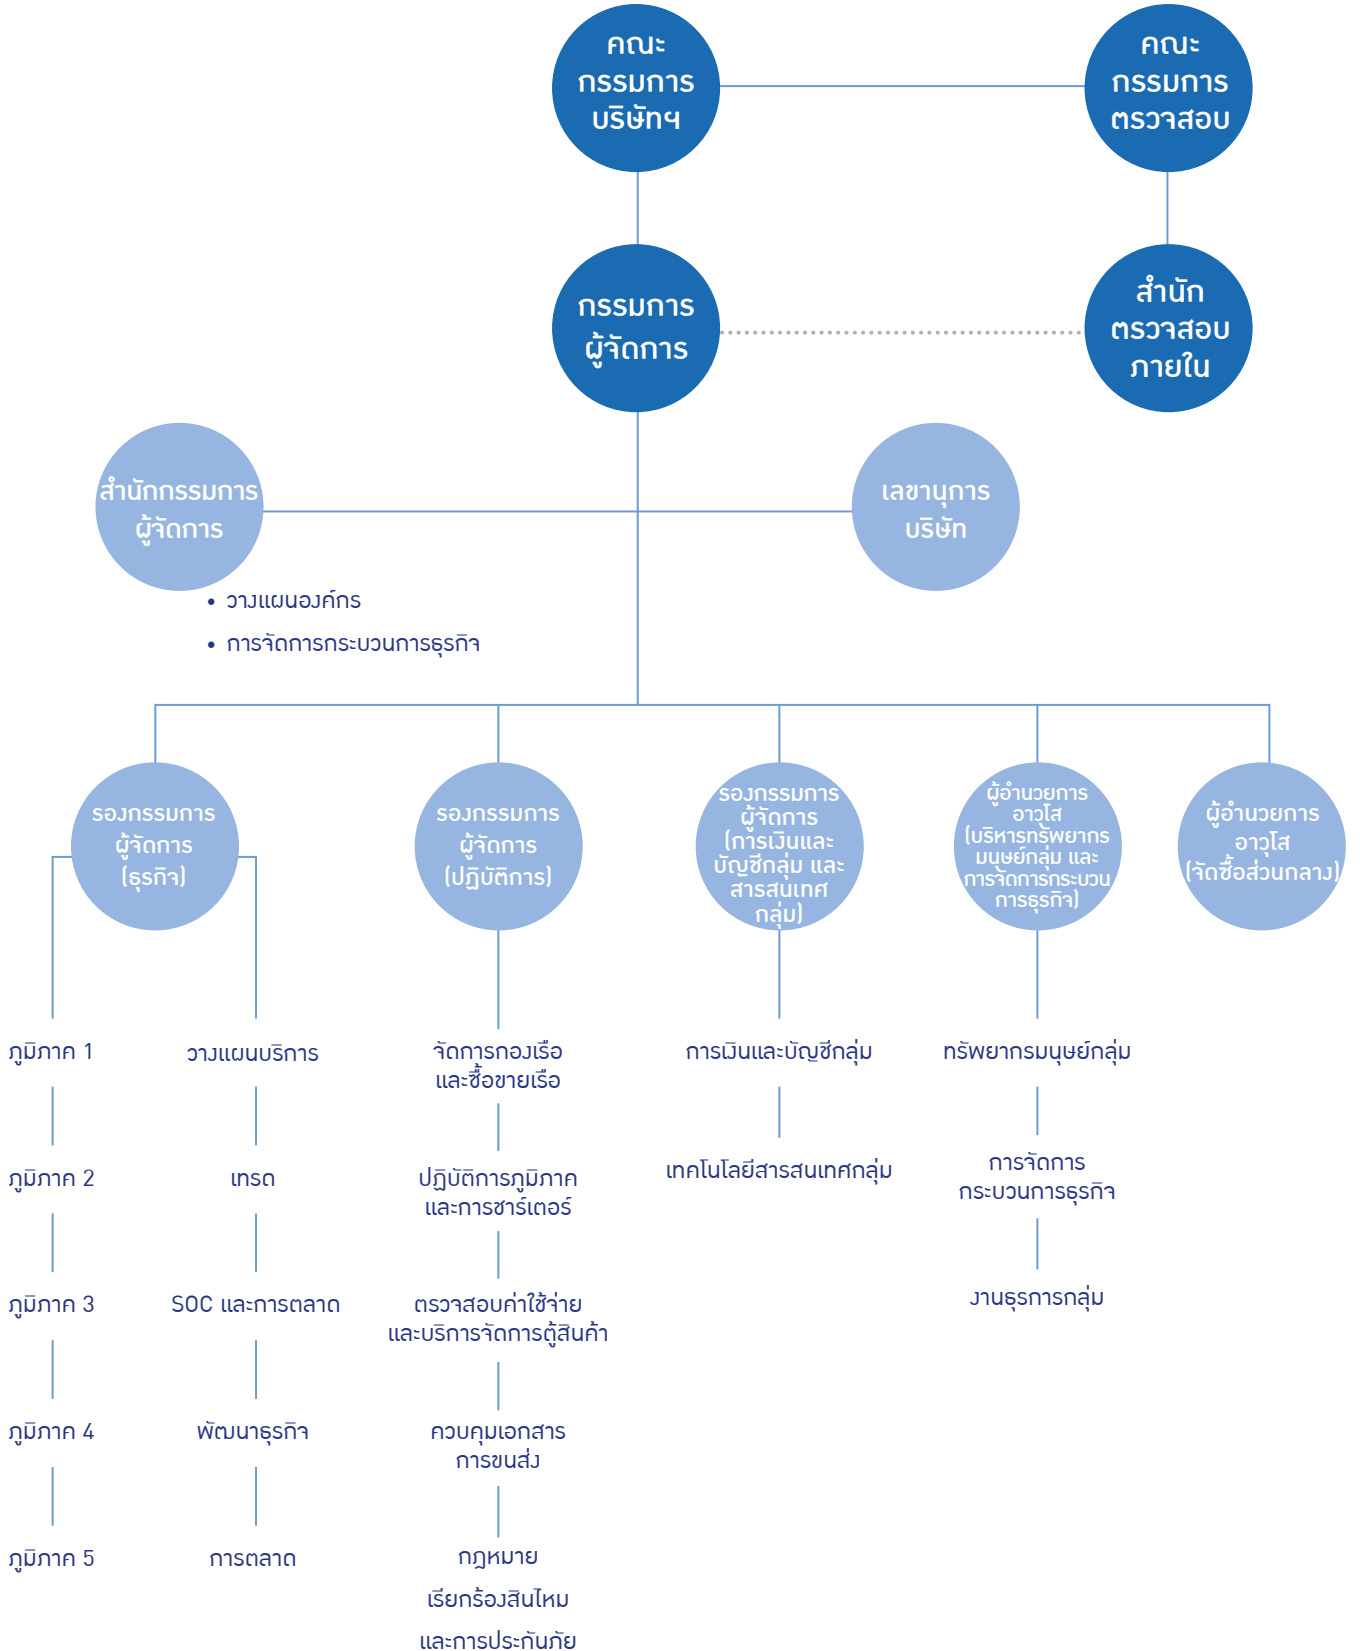 คณะ
กรรมการ
บริษัทฯ
คณะ
กรรมการ
ตรวจสอบ
กรรมการ
ผู้จัดการ
สำนัก
ตรวจสอบ
ภายใน
สำนักกรรมการ
ผู้จัดการ
เลขานุการ
บริษัท
• วางแผนองค์กร
• การจัดการกระบวนการธุรกิจ
รองกรรมการ
ผู้จัดการ
(ธุรกิจ)
รองกรรมการ
ผู้จัดการ
(ปฏิบัติการ)
รองกรรมการ
ผู้จัดการ
(การเงินและ
บัญชีกลุ่ม และ
สารสนเทศ
กลุ่ม)
ผู้อำนวยการ
อาวุโส
(บริหารทรัพยากร
มนุษย์กลุ่ม และ
การจัดการกระบวน
การธุรกิจ)
ผู้อำนวยการ
อาวุโส
(จัดซื้อส่วนกลาง)
ภูมิภาค 1
ภูมิภาค 2
ภูมิภาค 3
ภูมิภาค 4
ภูมิภาค 5
วางแผนบริการ
เทรด
SOC และการตลาด
พัฒนาธุรกิจ
การตลาด
จัดการกองเรือ
และซื้อขายเรือ
ปฏิบัติการภูมิภาค
และการชาร์เตอร์
ตรวจสอบค่าใช้จ่าย
และบริการจัดการตู้สินค้า
ควบคุมเอกสาร
การขนส่ง
กฎหมาย
เรียกร้องสินไหม
และการประกันภัย
การเงินและบัญชีกลุ่ม
เทคโนโลยีสารสนเทศกลุ่ม
ทรัพยากรมนุษย์กลุ่ม
การจัดการ
กระบวนการธุรกิจ
งานธุรการกลุ่ม